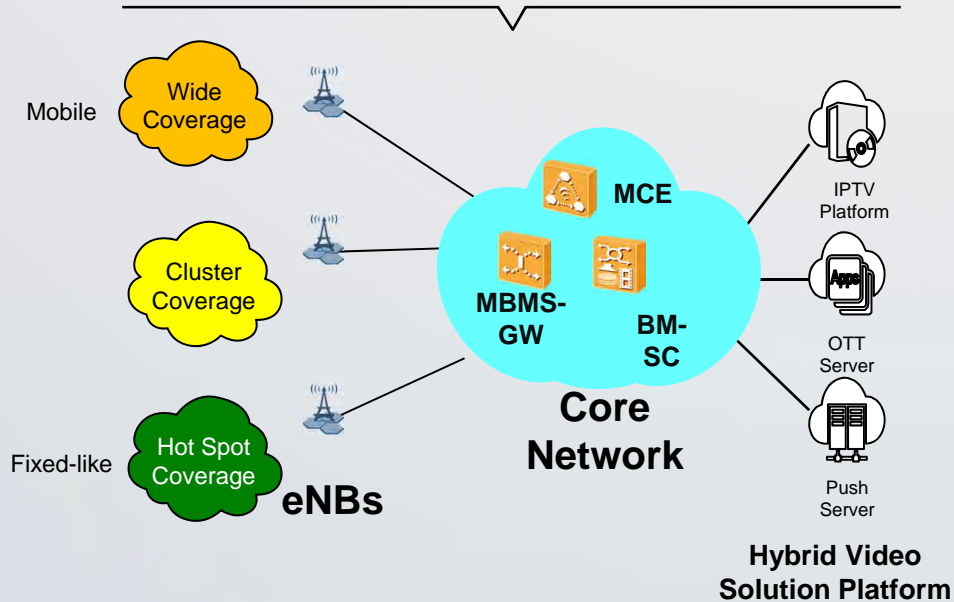 Mobile
Wide
Coverage
Cluster
Coverage
Fixed-like
Hot Spot
Coverage
eNBs
MCE
MBMS-
GW
BM-
SC
Core
Network
IPTV
Platform
Apps
OTT
Server
Push
Server
Hybrid Video
Solution Platform